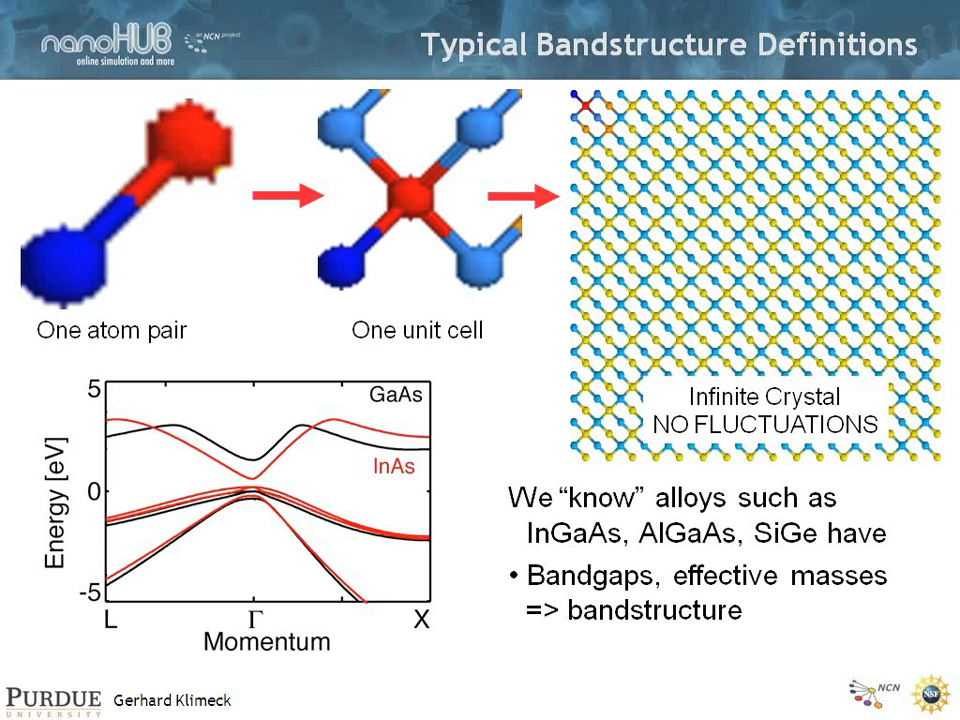 nanoHUB
an NCN project
online simulation and more
Typical Bandstructure Definitions
One atom pair
One unit cell
Infinite Crystal
NO FLUCTUATIONS
5
GaAs
InAs
Energy [eV]
0
-5
L
Γ
X
Momentum
We “know” alloys such as
InGaAs, AlGaAs, SiGe have
• Bandgaps, effective masses
=> bandstructure
PURDUE
UNIVERSITY
Gerhard Klimeck
NCN
NSF